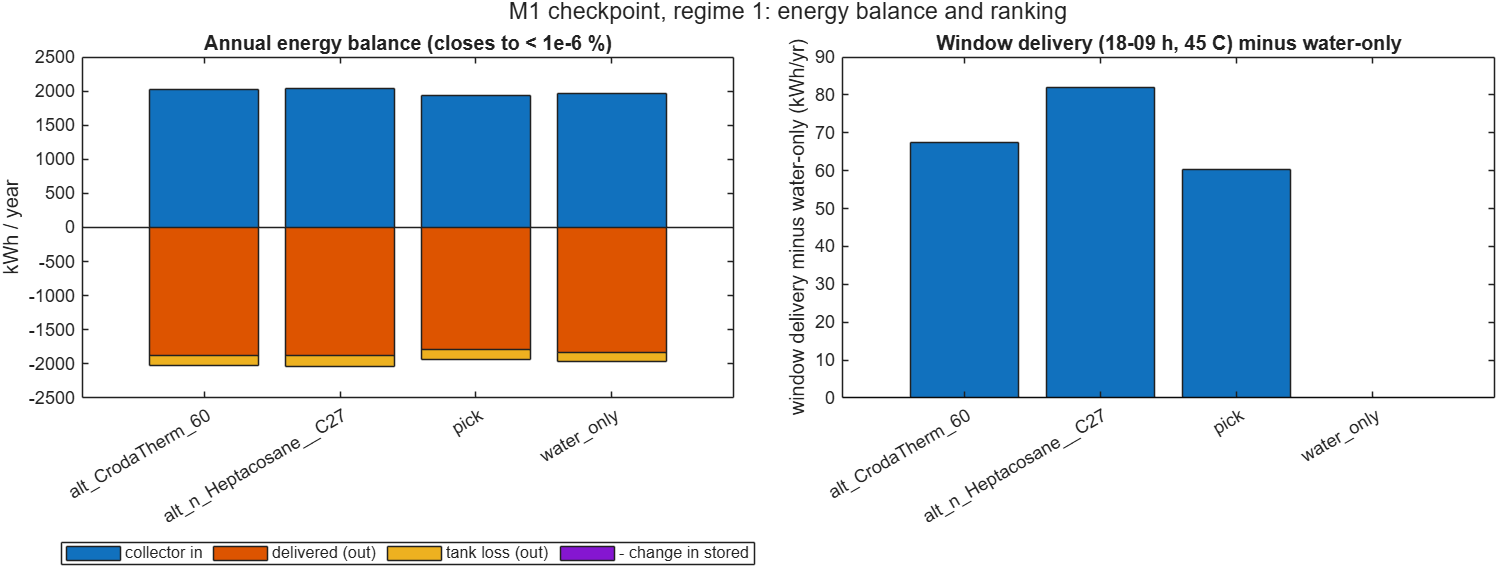 M1 checkpoint, regime 1: energy balance and ranking
Annual energy balance (closes to < 1e-6 %)
kWh / year
2500
2000
1500
1000
500
0
-500
-1000
-1500
-2000
-2500
alt_CrodaTherm_60
alt_n_Heptacosane__C27
pick
water_only
collector in
delivered (out)
tank loss (out)
- change in stored
Window delivery (18-09 h, 45 C) minus water-only
window delivery minus water-only (kWh/yr)
90
80
70
60
50
40
30
20
10
0
alt_CrodaTherm_60
alt_n_Heptacosane__C27
pick
water_only